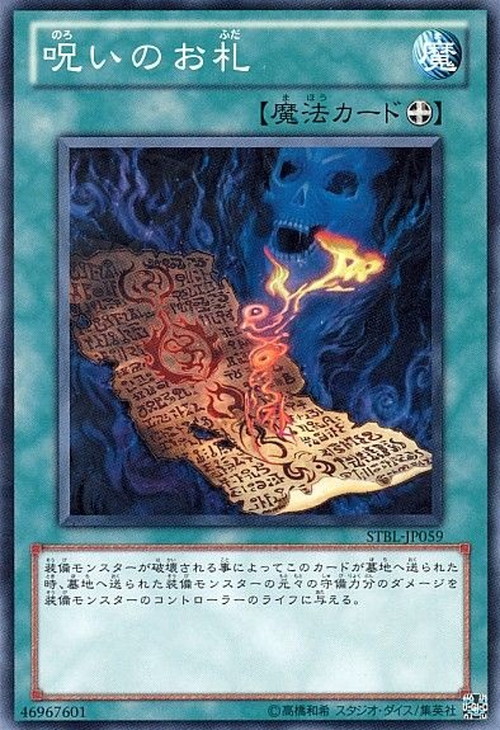 呪いのお札
魔
【魔法カード】
STBL-JP059
装備モンスターが破壊される事によってこのカードが墓地へ送られた
時、墓地へ送られた装備モンスターの元々の守備力分のダメージを
装備モンスターのコントローラーのライフに与える。
46967601
©高橋和希 スタジオ・ダイス/集英社